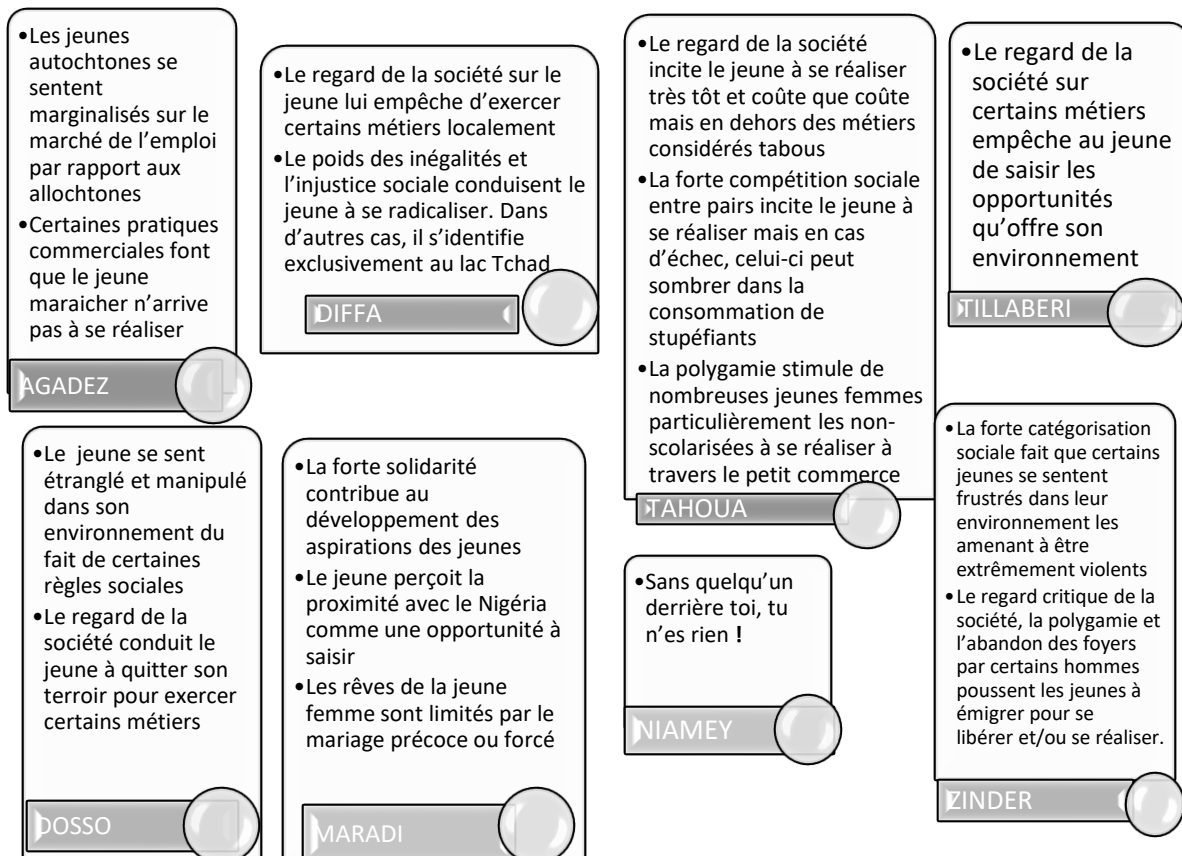 •Les jeunes
autochtones se
sentent
marginalisés sur le
marché de l'emploi
par rapport aux
allochtones
•Certaines pratiques
commerciales font
que le jeune
maraicher n'arrive
pas à se réaliser
AGADEZ
•Le regard de la société sur le
jeune lui empêche d'exercer
certains métiers localement
•Le poids des inégalités et
l'injustice sociale conduisent le
jeune à se radicaliser. Dans
d'autres cas, il s'identifie
exclusivement au lac Tchad
DIFFA
•Le regard de la société
incite le jeune à se réaliser
très tôt et coûte que coûte
mais en dehors des métiers
considérés tabous
•La forte compétition sociale
entre pairs incite le jeune à
se réaliser mais en cas
d'échec, celui-ci peut
sombrer dans la
consommation de
stupéfiants
•La polygamie stimule de
nombreuses jeunes femmes
particulièrement les non-
scolarisées à se réaliser à
travers le petit commerce
TAHOUA
•Le regard de la
société sur
certains métiers
empêche au jeune
de saisir les
opportunités
qu'offre son
environnement
TILLABERI
•Le jeune se sent
étranglé et manipulé
dans son
environnement du
fait de certaines
règles sociales
•Le regard de la
société conduit le
jeune à quitter son
terroir pour exercer
certains métiers
DOSSO
•La forte solidarité
contribue au
développement des
aspirations des jeunes
•Le jeune perçoit la
proximité avec le Nigéria
comme une opportunité à
saisir
•Les rêves de la jeune
femme sont limités par le
mariage précoce ou forcé
MARADI
•Sans quelqu'un
derrière toi, tu
n'es rien !
NIAMEY
•La forte catégorisation
sociale fait que certains
jeunes se sentent
frustrés dans leur
environnement les
amenant à être
extrêmement violents
•Le regard critique de la
société, la polygamie et
l'abandon des foyers
par certains hommes
poussent les jeunes à
émigrer pour se
libérer et/ou se réaliser.
ZINDER